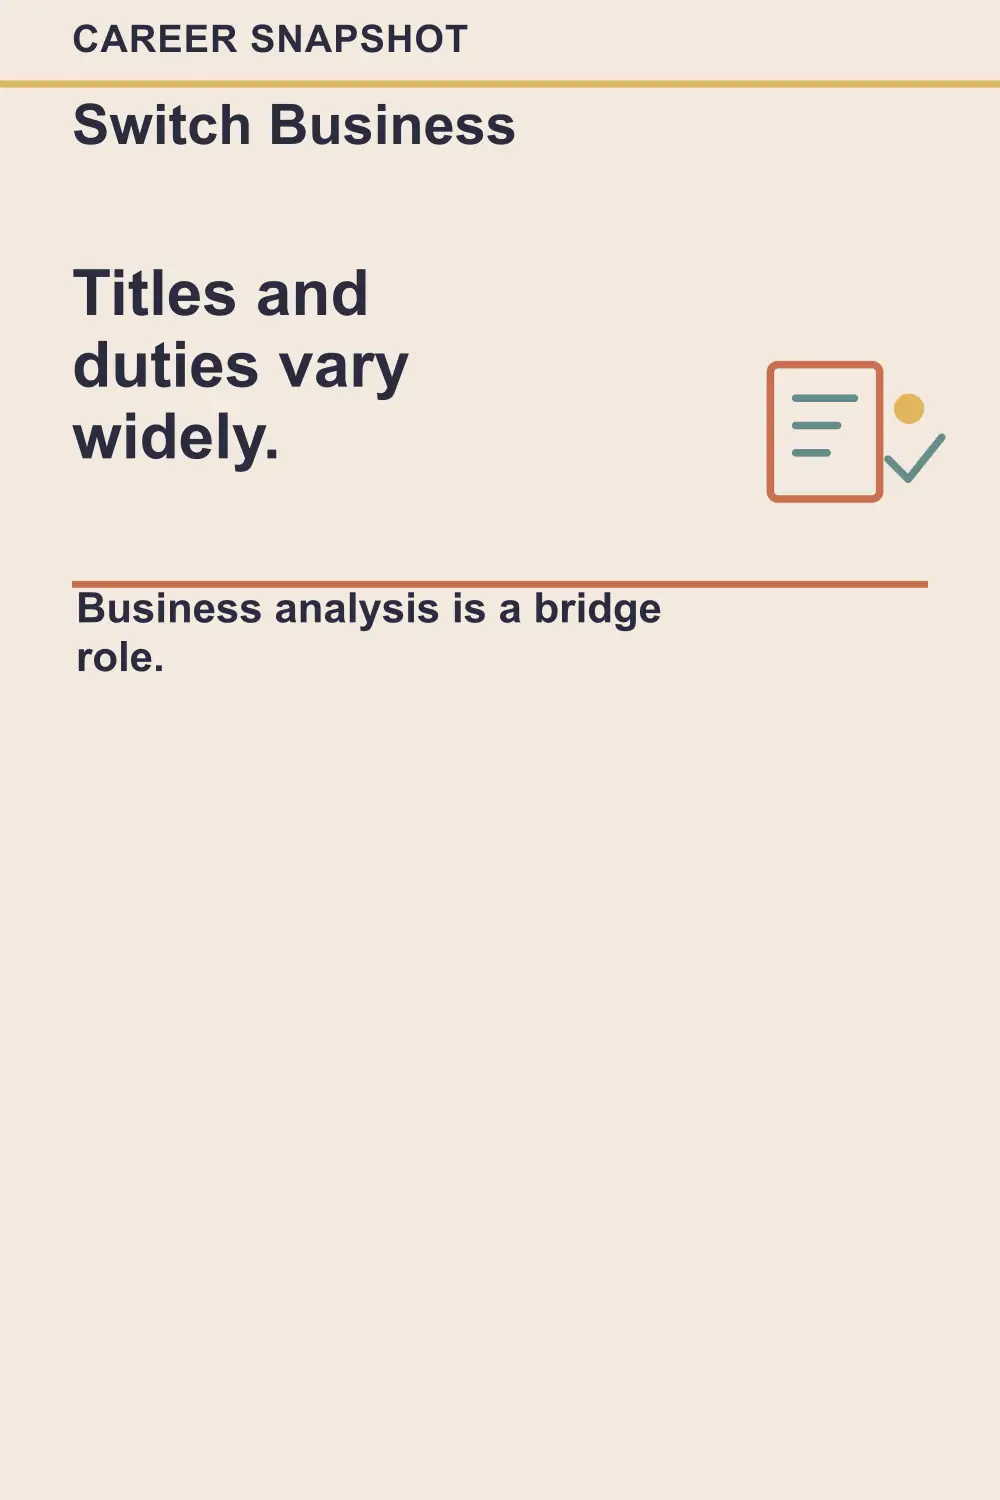 CAREER SNAPSHOT
Switch Business
Titles and
duties vary
widely.
Business analysis is a bridge
role.